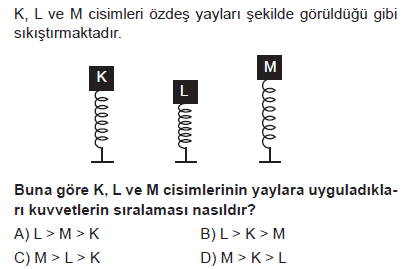 K, L ve M cisimleri özdeş yayları şekilde görüldüğü gibi
sıkıştırmaktadır.
K
L
M
Buna göre K, L ve M cisimlerinin yaylara uyguladıkla-
rı kuvvetlerin sıralaması nasıldır?
A) L > M > K
B) L > K > M
C) M > L > K
D) M > K > L